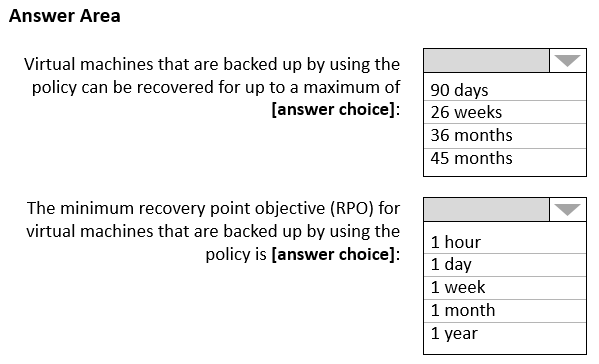 Answer Area
Virtual machines that are backed up by using the
policy can be recovered for up to a maximum of
[answer choice]:
90 days
26 weeks
36 months
45 months
The minimum recovery point objective (RPO) for
virtual machines that are backed up by using the
policy is [answer choice]:
1 hour
1 day
1 week
1 month
1 year